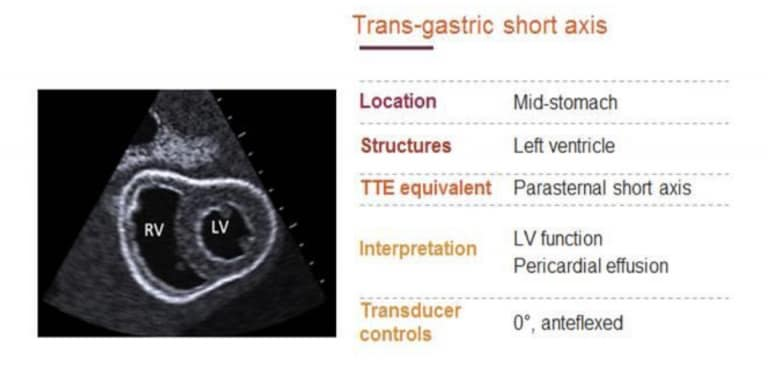 Trans-gastric short axis
Location Mid-stomach
Structures Left ventricle
TTE equivalent Parasternal short axis
Interpretation LV function
Pericardial effusion
Transducer controls 0°, anteflexed
RV LV